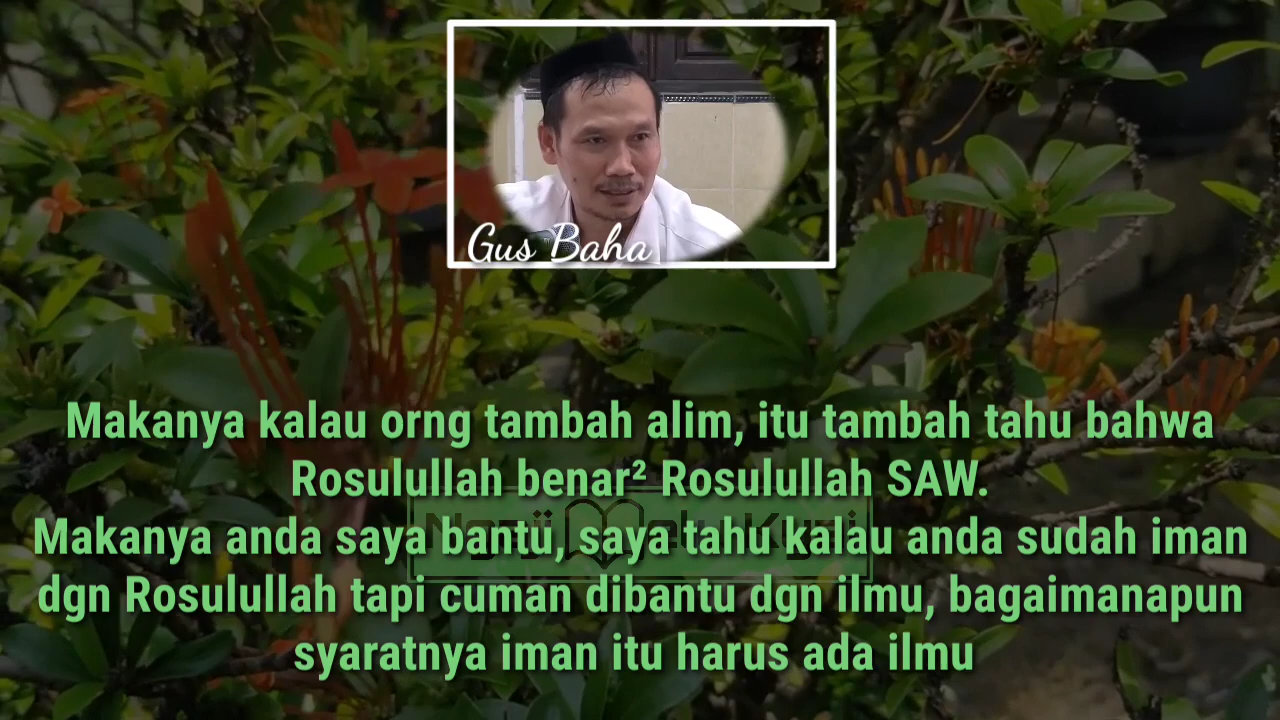 Gus Baha
Makanya kalau orng tambah alim, itu tambah tahu bahwa
Rosulullah benar² Rosulullah SAW.
Makanya anda saya bantu, saya tahu kalau anda sudah iman
dgn Rosulullah tapi cuman dibantu dgn ilmu, bagaimanapun
syaratnya iman itu harus ada ilmu